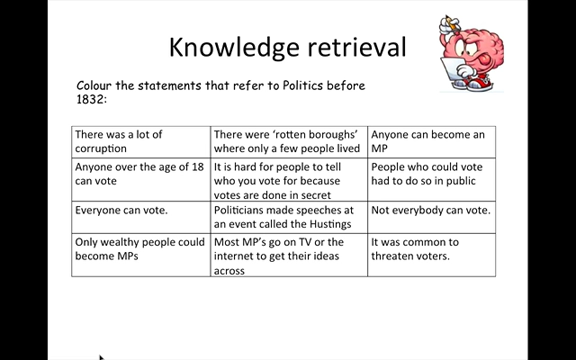 Knowledge retrieval
Colour the statements that refer to Politics before
1832:
There was a lot of
corruption
There were ‘rotten boroughs’
where only a few people lived
Anyone can become an
MP
Anyone over the age of 18
can vote
It is hard for people to tell
who you vote for because
votes are done in secret
People who could vote
had to do so in public
Everyone can vote.
Politicians made speeches at
an event called the Hustings
Not everybody can vote.
Only wealthy people could
become MPs
Most MP’s go on TV or the
internet to get their ideas
across
It was common to
threaten voters.